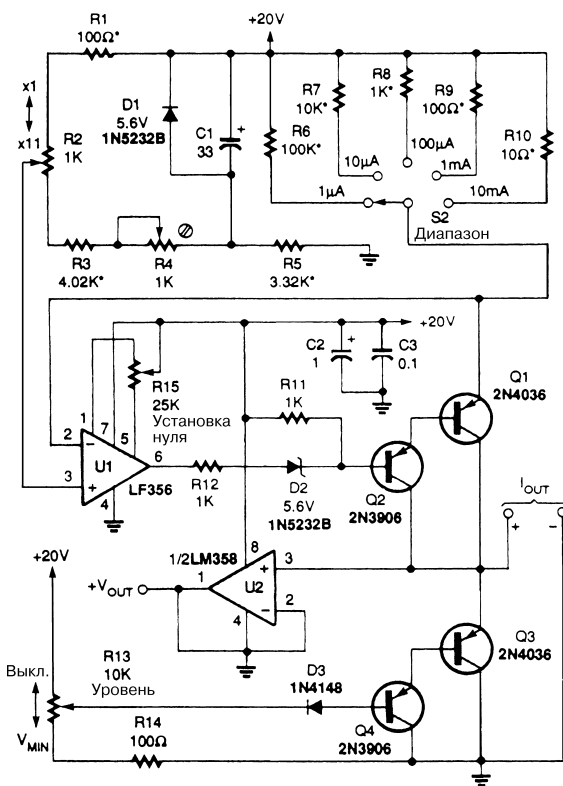 +20V
R1
100Ω*
x1
x11
R2
1K
D1
5.6V
1N5232B
C1
33
+
R6
100K*
R7
10K*
R8
1K*
R9
100Ω*
R10
10Ω*
10μA
100μA
1mA
1μA
10mA
S2
Диапазон
R3
4.02K*
R4
1K
R5
3.32K*
+20V
C2
1
+
C3
0.1
R15
25K
Установка
нуля
R11
1K
Q1
2N4036
1
7
5
2
−
3
+
U1
6
4
LF356
R12
1K
D2
5.6V
1N5232B
Q2
2N3906
IOUT
+
−
1/2LM358
8
+VOUT
1
U2
+
3
−
2
4
+20V
Выкл.
VMIN
R13
10K
Уровень
R14
100Ω
D3
1N4148
Q4
2N3906
Q3
2N4036